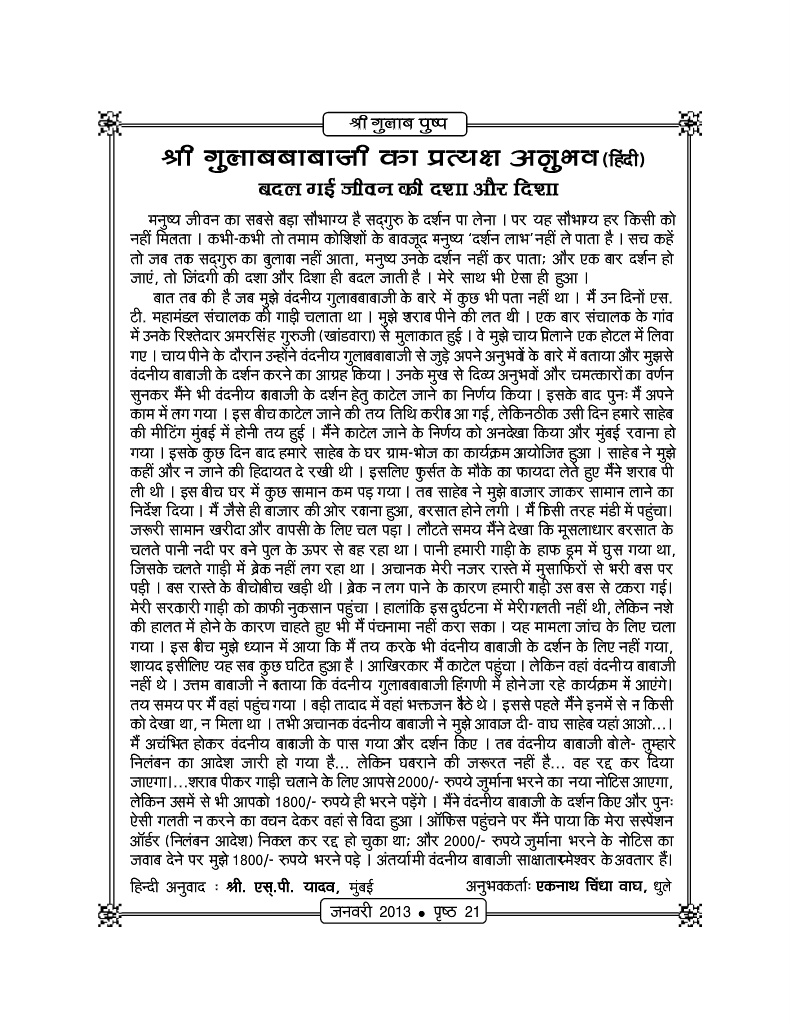 श्री गुलाब पुष्प
श्री गुलाबबाबाजी का प्रत्यक्ष अनुभव (हिंदी)
बदल गई जीवन की दशा और दिशा
मनुष्य जीवन का सबसे बड़ा सौभाग्य है सद्‌गुरु के दर्शन पा लेना । पर यह सौभाग्य हर किसी को
नहीं मिलता । कभी-कभी तो तमाम कोशिशों के बावजूद मनुष्य 'दर्शन लाभ' नहीं ले पाता है । सच कहें
तो जब तक सद्‌गुरु का बुलावा नहीं आता, मनुष्य उनके दर्शन नहीं कर पाता; और एक बार दर्शन हो
जाएं, तो जिंदगी की दशा और दिशा ही बदल जाती है । मेरे साथ भी ऐसा ही हुआ ।
बात तब की है जब मुझे वंदनीय गुलाबबाबाजी के बारे में कुछ भी पता नहीं था । मैं उन दिनों एस.
टी. महामंडल संचालक की गाड़ी चलाता था । मुझे शराब पीने की लत थी । एक बार संचालक के गांव
में उनके रिश्तेदार अमरसिंह गुरुजी (खांडवारा) से मुलाकात हुई । वे मुझे चाय पिलाने एक होटल में लिवा
गए । चाय पीने के दौरान उन्होंने वंदनीय गुलाबबाबाजी से जुड़े अपने अनुभवों के बारे में बताया और मुझसे
वंदनीय बाबाजी के दर्शन करने का आग्रह किया । उनके मुख से दिव्य अनुभवों और चमत्कारों का वर्णन
सुनकर मैंने भी वंदनीय बाबाजी के दर्शन हेतु काटेल जाने का निर्णय किया । इसके बाद पुनः मैं अपने
काम में लग गया । इस बीच काटेल जाने की तय तिथि करीब आ गई, लेकिनठीक उसी दिन हमारे साहेब
की मीटिंग मुंबई में होनी तय हुई । मैंने काटेल जाने के निर्णय को अनदेखा किया और मुंबई रवाना हो
गया । इसके कुछ दिन बाद हमारे साहेब के घर ग्राम-भोज का कार्यक्रम आयोजित हुआ । साहेब ने मुझे
कहीं और न जाने की हिदायत दे रखी थी । इसलिए फुर्सत के मौके का फायदा लेते हुए मैंने शराब पी
ली थी । इस बीच घर में कुछ सामान कम पड़ गया । तब साहेब ने मुझे बाजार जाकर सामान लाने का
निर्देश दिया । मैं जैसे ही बाजार की ओर रवाना हुआ, बरसात होने लगी । मैं किसी तरह मंडी में पहुंचा।
जरूरी सामान खरीदा और वापसी के लिए चल पड़ा । लौटते समय मैंने देखा कि मूसलाधार बरसात के
चलते पानी नदी पर बने पुल के ऊपर से बह रहा था । पानी हमारी गाड़ी के हाफ ड्रम में घुस गया था,
जिसके चलते गाड़ी में ब्रेक नहीं लग रहा था । अचानक मेरी नजर रास्ते में मुसाफिरों से भरी बस पर
पड़ी । बस रास्ते के बीचोबीच खड़ी थी । ब्रेक न लग पाने के कारण हमारी गाड़ी उस बस से टकरा गई।
मेरी सरकारी गाड़ी को काफी नुकसान पहुंचा । हालांकि इस दुर्घटना में मेरी गलती नहीं थी, लेकिन नशे
की हालत में होने के कारण चाहते हुए भी मैं पंचनामा नहीं करा सका । यह मामला जांच के लिए चला
गया । इस बीच मुझे ध्यान में आया कि मैं तय करके भी वंदनीय बाबाजी के दर्शन के लिए नहीं गया,
शायद इसीलिए यह सब कुछ घटित हुआ है । आखिरकार मैं काटेल पहुंचा । लेकिन वहां वंदनीय बाबाजी
नहीं थे । उत्तम बाबाजी ने बताया कि वंदनीय गुलाबबाबाजी हिंगणी में होने जा रहे कार्यक्रम में आएंगे।
तय समय पर मैं वहां पहुंच गया । बड़ी तादाद में वहां भक्तजन बैठे थे । इससे पहले मैंने इनमें से न किसी
को देखा था, न मिला था । तभी अचानक वंदनीय बाबाजी ने मुझे आवाज दी- वाघ साहेब यहां आओ...।
मैं अचंभित होकर वंदनीय बाबाजी के पास गया और दर्शन किए । तब वंदनीय बाबाजी बोले- तुम्हारे
निलंबन का आदेश जारी हो गया है... लेकिन घबराने की जरूरत नहीं है... वह रद्द कर दिया
जाएगा।...शराब पीकर गाड़ी चलाने के लिए आपसे 2000/- रुपये जुर्माना भरने का नया नोटिस आएगा,
लेकिन उसमें से भी आपको 1800/- रुपये ही भरने पड़ेंगे । मैंने वंदनीय बाबाजी के दर्शन किए और पुनः
ऐसी गलती न करने का वचन देकर वहां से विदा हुआ । ऑफिस पहुंचने पर मैंने पाया कि मेरा सस्पेंशन
ऑर्डर (निलंबन आदेश) निकल कर रद्द हो चुका था; और 2000/- रुपये जुर्माना भरने के नोटिस का
जवाब देने पर मुझे 1800/- रुपये भरने पड़े । अंतर्यामी वंदनीय बाबाजी के अवतार हैं।
हिन्दी अनुवाद : श्री. एस.पी. यादव, मुंबई
अनुभवकर्ताः एकनाथ चिंधा वाघ, धुले
जनवरी 2013 ● पृष्ठ 21